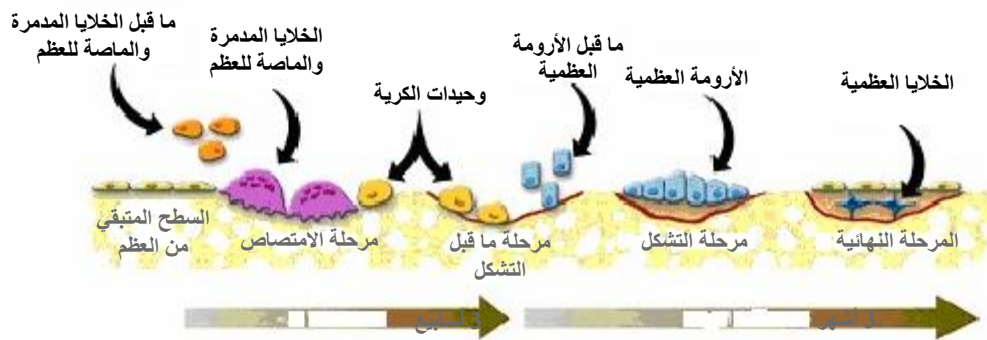 ما قبل الخلايا المدمرة
والماصة للعظم
الخلايا المدمرة
والماصة للعظم
وحيدات الكرية
ما قبل الأرومة
العظمية
الأرومة العظمية
الخلايا العظمية
السطح المتبقي
من العظم
مرحلة الامتصاص
مرحلة ما قبل
التشكل
مرحلة التشكل
المرحلة النهائية